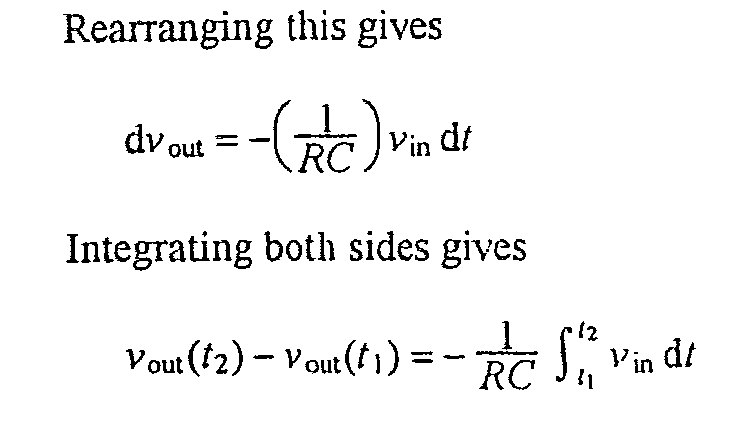 Rearranging this gives
dv_out = -(1/RC) v_in dt
Integrating both sides gives
v_out(t_2) - v_out(t_1) = - 1/RC ∫_{t_1}^{t_2} v_in dt